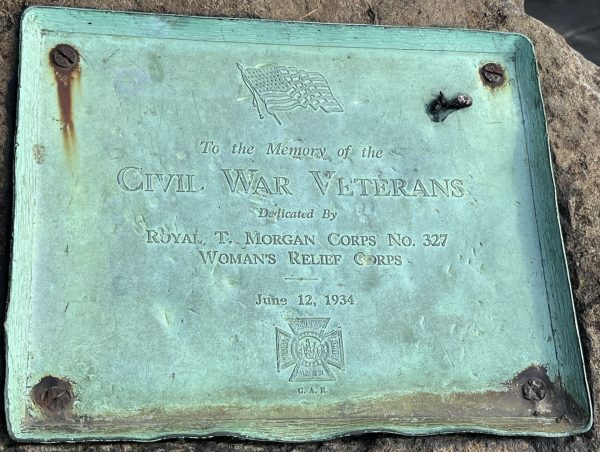 To the Memory of the
CIVIL WAR VETERANS
Dedicated By
ROYAL T. MORGAN CORPS NO. 327
WOMAN'S RELIEF CORPS
June 12, 1934
G. A. R.